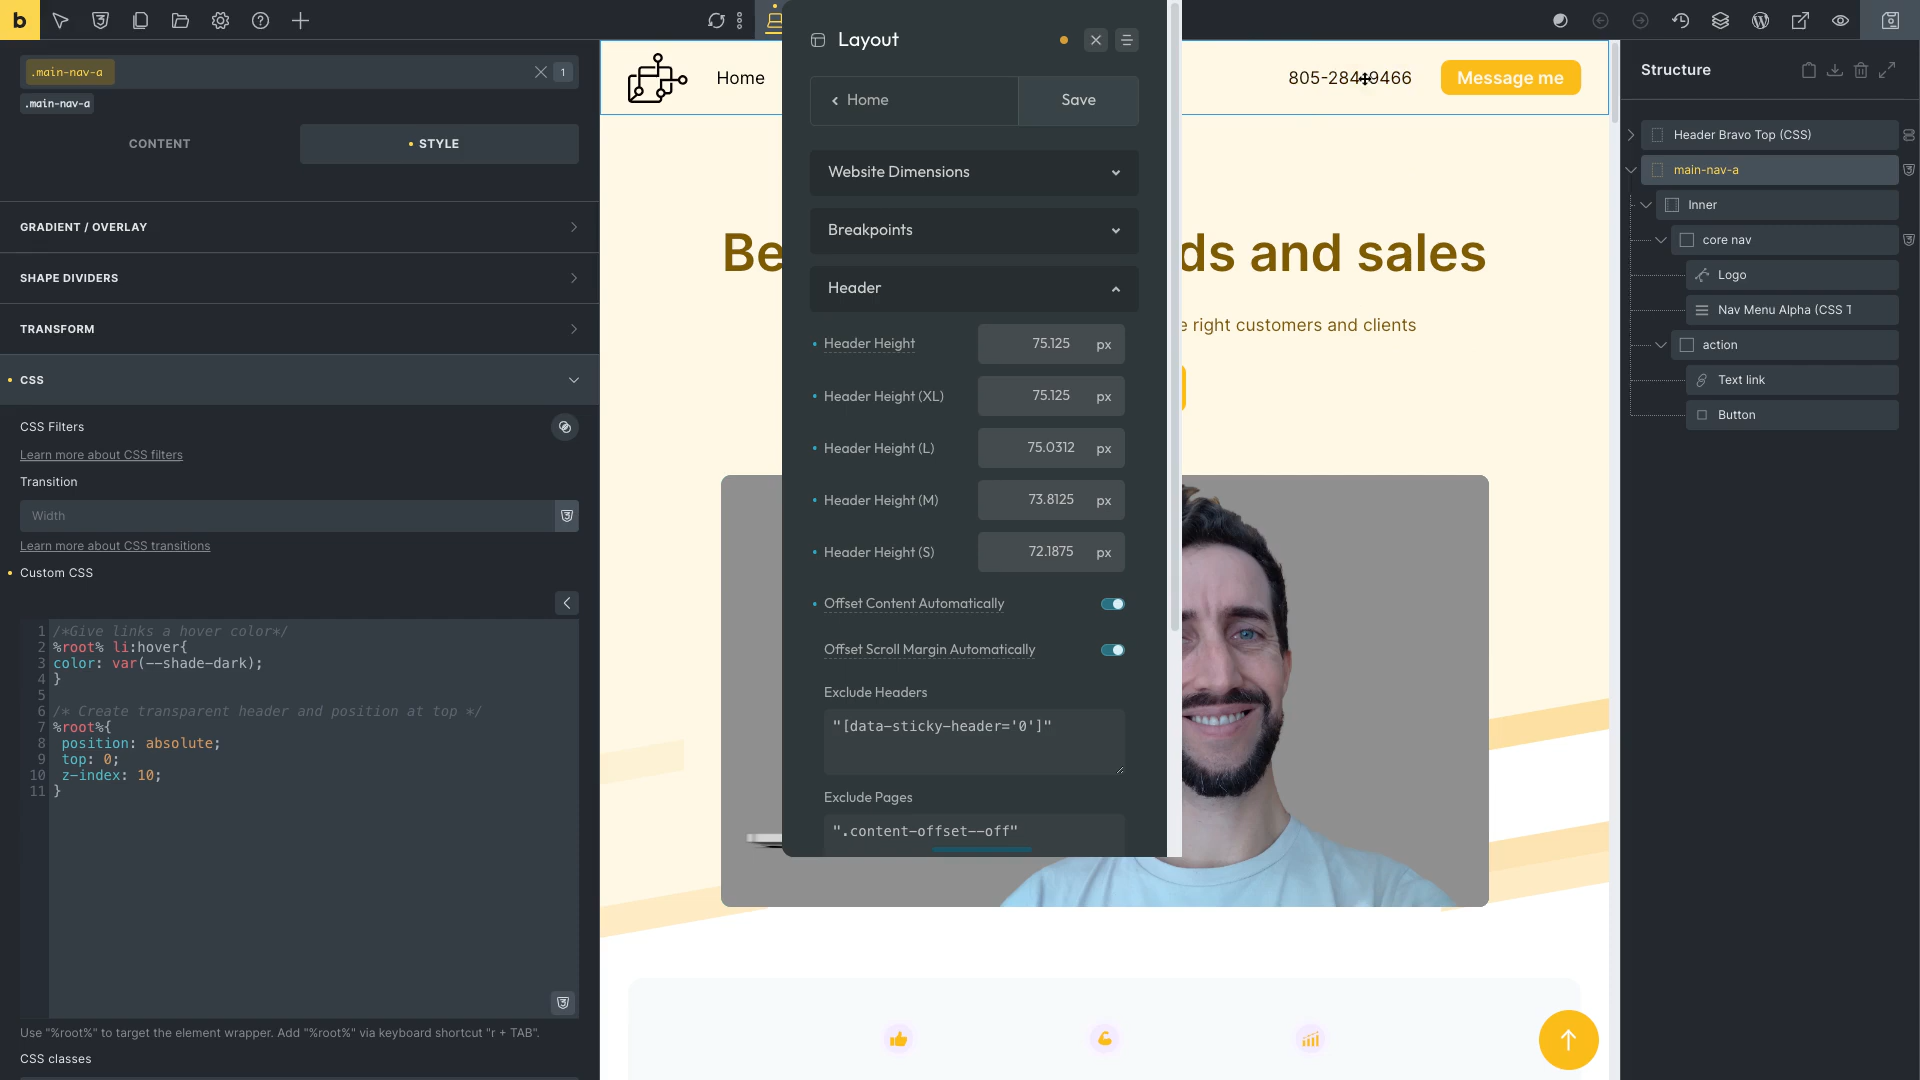 b
.main-nav-a
1
.main-nav-a
CONTENT
STYLE
GRADIENT / OVERLAY
SHAPE DIVIDERS
TRANSFORM
CSS
CSS Filters
Learn more about CSS filters
Transition
Width
Learn more about CSS transitions
Custom CSS
1 /*Give links a hover color*/
2 %root% li:hover{
3 color: var(--shade-dark);
4 }
5
6 /* Create transparent header and position at top */
7 %root%{
8 position: absolute;
9 top: 0;
10 z-index: 10;
11 }
Use "%root%" to target the element wrapper. Add "%root%" via keyboard shortcut "r + TAB".
CSS classes
Home
Layout
Home
Save
Website Dimensions
Breakpoints
Header
Header Height 75.125 px
Header Height (XL) 75.125 px
Header Height (L) 75.0312 px
Header Height (M) 73.8125 px
Header Height (S) 72.1875 px
Offset Content Automatically
Offset Scroll Margin Automatically
Exclude Headers
"[data-sticky-header='0']"
Exclude Pages
".content-offset--off"
805-284-9466
Message me
Be
ds and sales
e right customers and clients
Structure
Header Bravo Top (CSS)
main-nav-a
Inner
core nav
Logo
Nav Menu Alpha (CSS T
action
Text link
Button